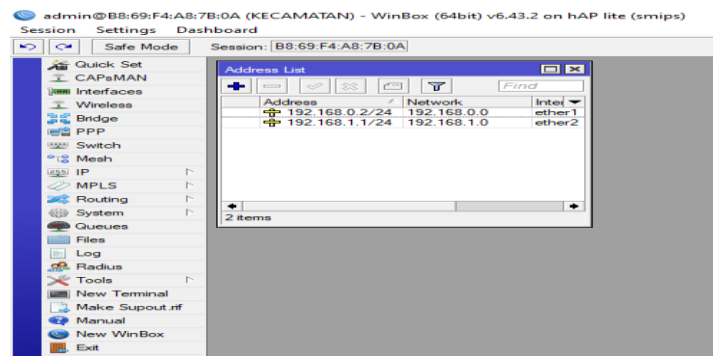 admin@B8:69:F4:A8:7B:0A (KECAMATAN) - WinBox (64bit) v6.43.2 on hAP lite (smips)
Session Settings Dashboard
Safe Mode Session: B8:69:F4:A8:7B:0A
Quick Set
CAPsMAN
Interfaces
Wireless
Bridge
PPP
Switch
Mesh
IP
MPLS
Routing
System
Queues
Files
Log
Radius
Tools
New Terminal
Make Supout.rif
Manual
New WinBox
Exit
Address List
Find
Address Network
192.168.0.2/24 192.168.0.0 ether1
192.168.1.1/24 192.168.1.0 ether2
2 items